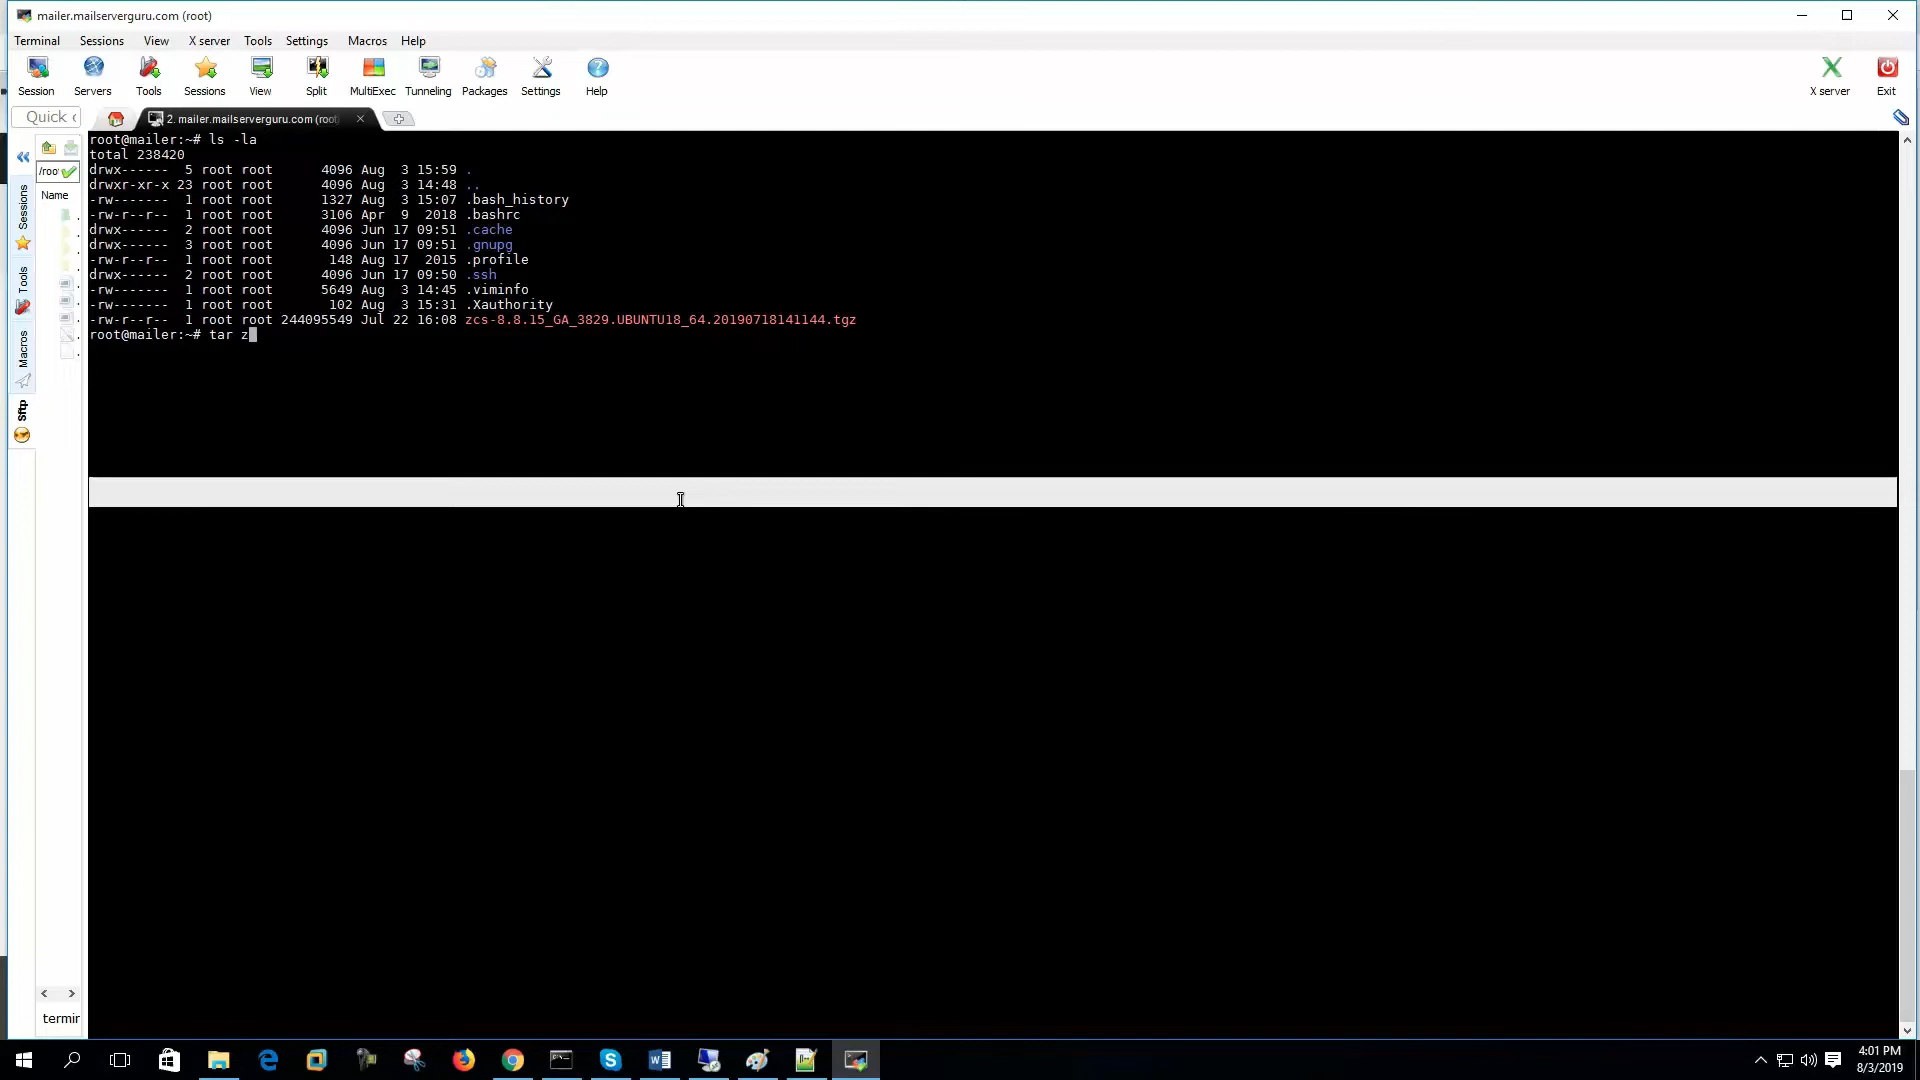 mailer.mailserverguru.com (root)
Terminal Sessions View X server Tools Settings Macros Help
Session Servers Tools Sessions View Split MultiExec Tunneling Packages Settings Help X server Exit
Quick c 2. mailer.mailserverguru.com (root
/roo
Name
Sessions
Tools
Macros
Sftp
root@mailer:~# ls -la
total 238420
drwx------ 5 root root 4096 Aug 3 15:59 .
drwxr-xr-x 23 root root 4096 Aug 3 14:48 ..
-rw------- 1 root root 1327 Aug 3 15:07 .bash_history
-rw-r--r-- 1 root root 3106 Apr 9 2018 .bashrc
drwx------ 2 root root 4096 Jun 17 09:51 .cache
drwx------ 3 root root 4096 Jun 17 09:51 .gnupg
-rw-r--r-- 1 root root 148 Aug 17 2015 .profile
drwx------ 2 root root 4096 Jun 17 09:50 .ssh
-rw------- 1 root root 5649 Aug 3 14:45 .viminfo
-rw------- 1 root root 102 Aug 3 15:31 .Xauthority
-rw-r--r-- 1 root root 244095549 Jul 22 16:08 zcs-8.8.15_GA_3829.UBUNTU18_64.20190718141144.tgz
root@mailer:~# tar z
termir
4:01 PM
8/3/2019